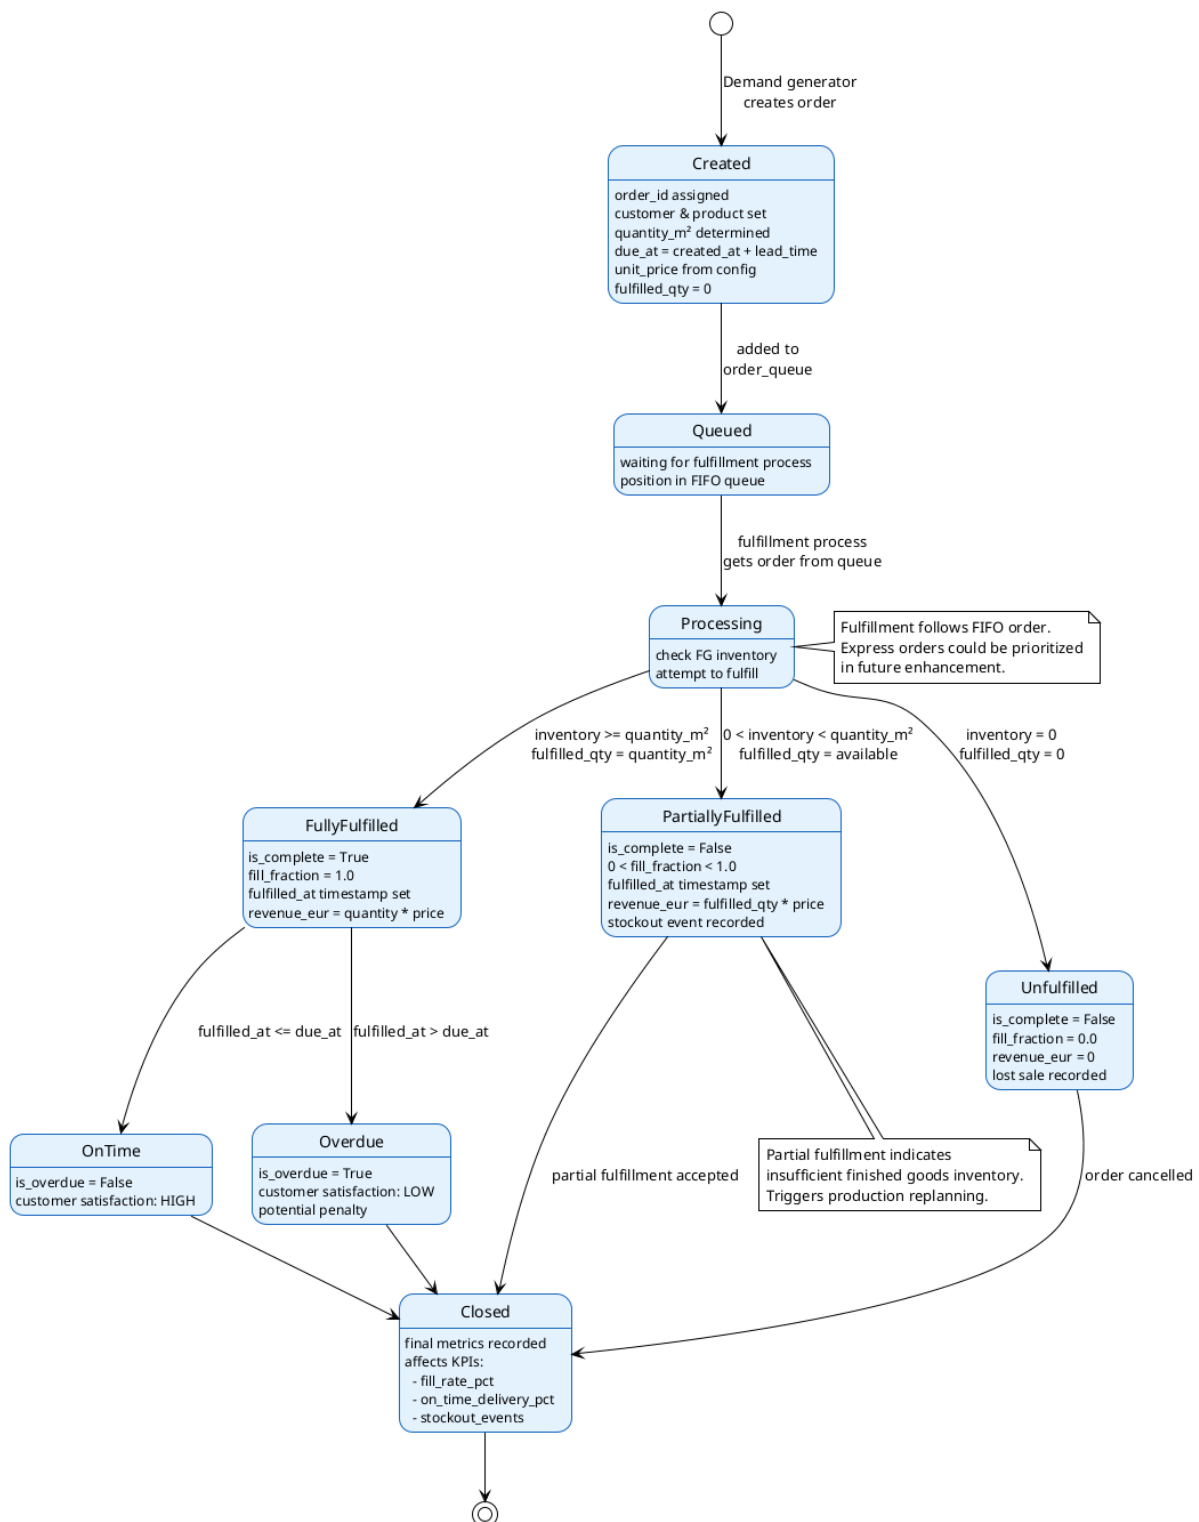 Demand generator
creates order
Created
order_id assigned
customer & product set
quantity_m² determined
due_at = created_at + lead_time
unit_price from config
fulfilled_qty = 0
added to
order_queue
Queued
waiting for fulfillment process
position in FIFO queue
fulfillment process
gets order from queue
Processing
check FG inventory
attempt to fulfill
Fulfillment follows FIFO order.
Express orders could be prioritized
in future enhancement.
inventory >= quantity_m²
fulfilled_qty = quantity_m²
0 < inventory < quantity_m²
fulfilled_qty = available
inventory = 0
fulfilled_qty = 0
FullyFulfilled
is_complete = True
fill_fraction = 1.0
fulfilled_at timestamp set
revenue_eur = quantity * price
PartiallyFulfilled
is_complete = False
0 < fill_fraction < 1.0
fulfilled_at timestamp set
revenue_eur = fulfilled_qty * price
stockout event recorded
Unfulfilled
is_complete = False
fill_fraction = 0.0
revenue_eur = 0
lost sale recorded
fulfilled_at <= due_at
fulfilled_at > due_at
OnTime
is_overdue = False
customer satisfaction: HIGH
Overdue
is_overdue = True
customer satisfaction: LOW
potential penalty
partial fulfillment accepted
Partial fulfillment indicates
insufficient finished goods inventory.
Triggers production replanning.
order cancelled
Closed
final metrics recorded
affects KPIs:
- fill_rate_pct
- on_time_delivery_pct
- stockout_events